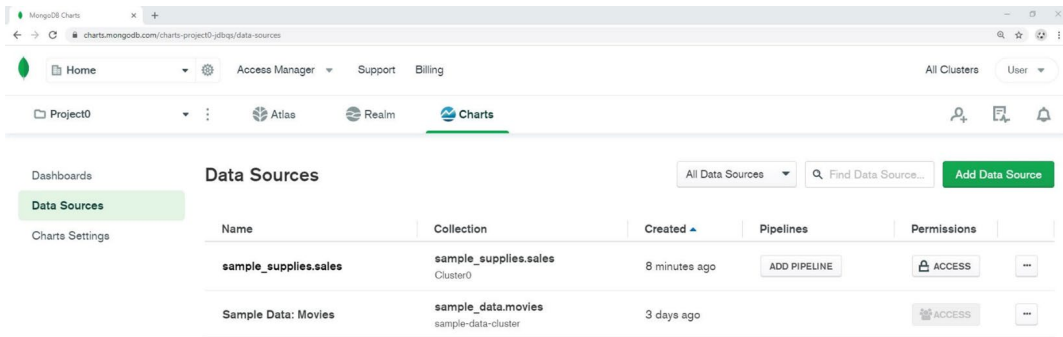 MongoDB Charts
charts.mongodb.com/charts-project0-jdbqs/data-sources
Home
Access Manager
Support
Billing
All Clusters
User
Project0
Atlas
Realm
Charts
Dashboards
Data Sources
Charts Settings
Data Sources
All Data Sources
Find Data Source...
Add Data Source
Name
Collection
Created
Pipelines
Permissions
sample_supplies.sales
sample_supplies.sales
Cluster0
8 minutes ago
ADD PIPELINE
ACCESS
Sample Data: Movies
sample_data.movies
sample-data-cluster
3 days ago
ACCESS